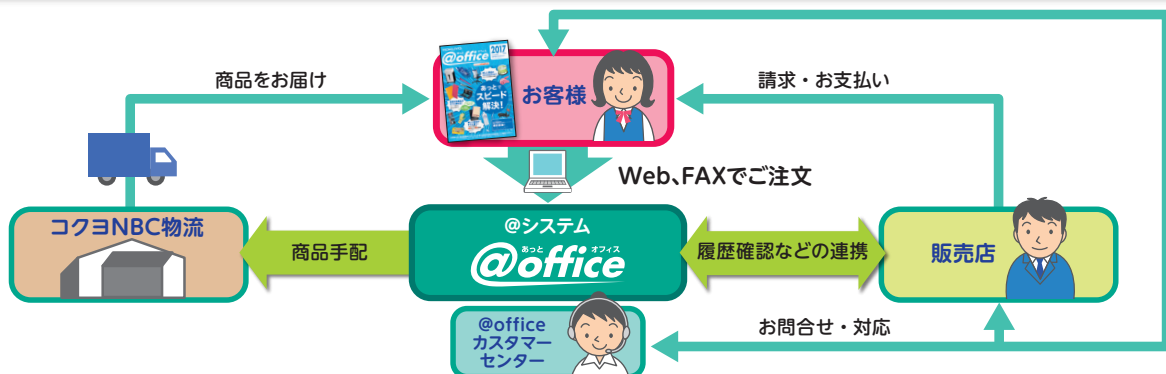 商品をお届け
@office
2017
あっと!
スピード
解決!
お客様
請求・お支払い
Web、FAXでご注文
コクヨNBC物流
商品手配
@システム
あっと オフィス
@office
履歴確認などの連携
販売店
@office
カスタマー
センター
お問合せ・対応